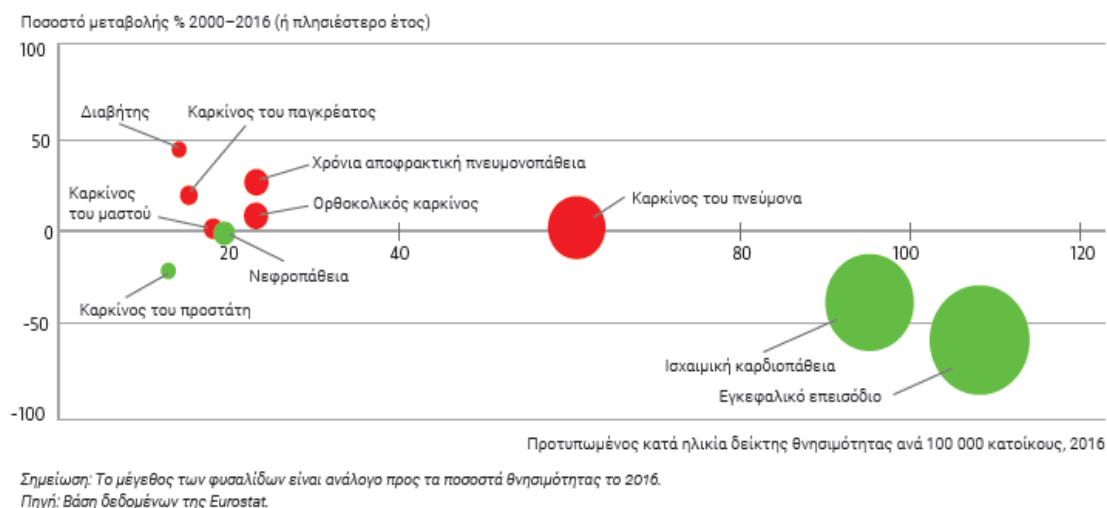 Ποσοστό μεταβολής % 2000–2016 (ή πλησιέστερο έτος)
100
Διαβήτης
Καρκίνος του παγκρέατος
50
Χρόνια αποφρακτική πνευμονοπάθεια
Καρκίνος
του μαστού
Ορθοκολικός καρκίνος
Καρκίνος του πνεύμονα
0
20
40
80
100
120
Νεφροπάθεια
Καρκίνος του προστάτη
-50
Ισχαιμική καρδιοπάθεια
Εγκεφαλικό επεισόδιο
-100
Προτυπωμένος κατά ηλικία δείκτης θνησιμότητας ανά 100 000 κατοίκους, 2016
Σημείωση: Το μέγεθος των φυσαλίδων είναι ανάλογο προς τα ποσοστά θνησιμότητας το 2016.
Πηγή: Βάση δεδομένων της Eurostat.